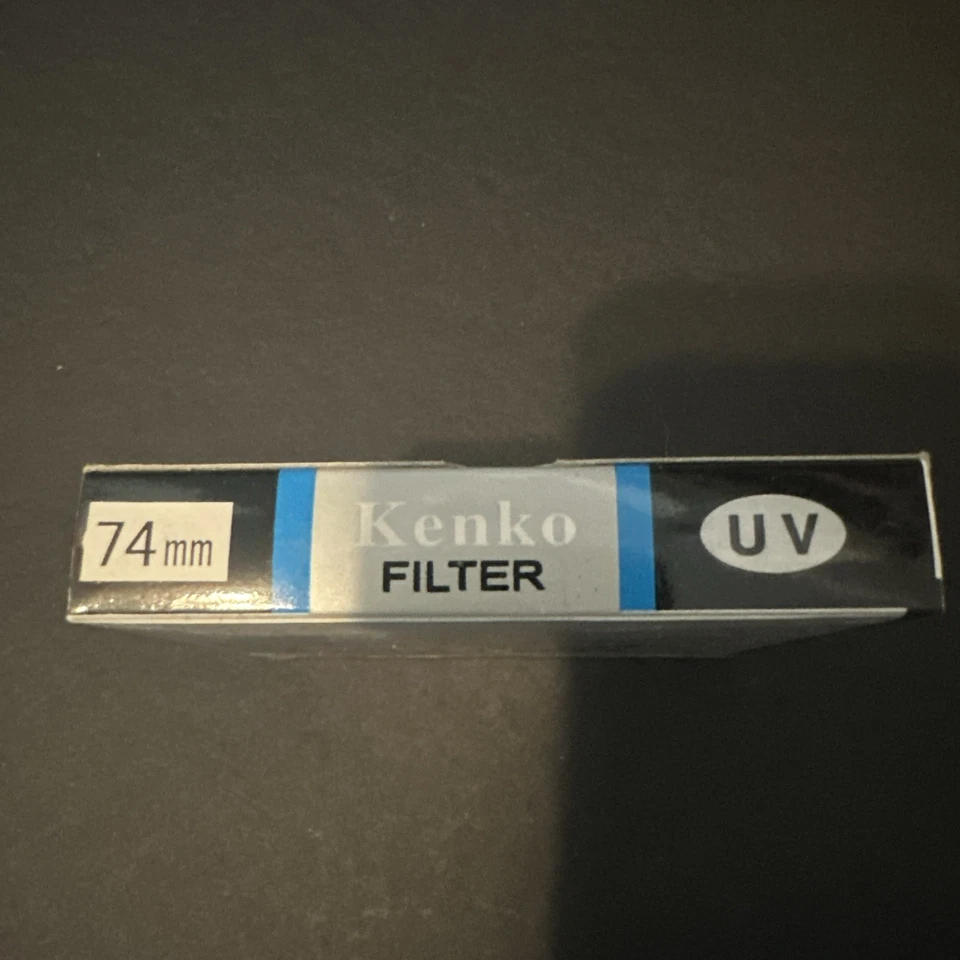 74mm
Kenko
FILTER
UV